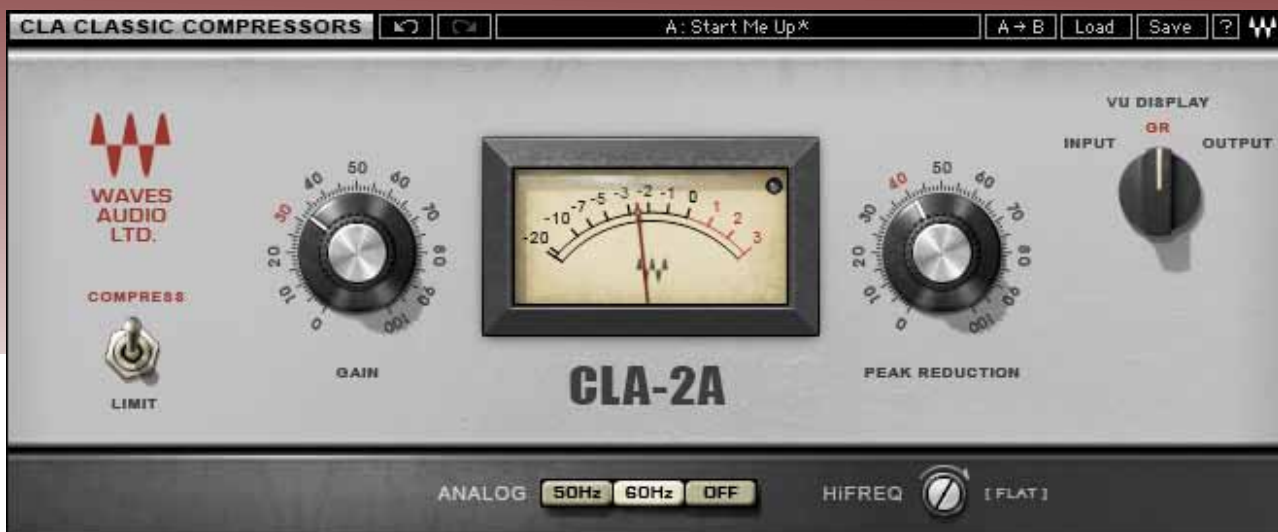 CLA CLASSIC COMPRESSORS
A: Start Me Up*
A→B
Load
Save
?
VU DISPLAY
INPUT
GR
OUTPUT
WAVES
AUDIO
LTD.
COMPRESS
LIMIT
0 10 20 30 40 50 60 70 80 90 100
GAIN
-20 -10 -7 -5 -3 -2 -1 0 1 2 3
CLA-2A
0 10 20 30 40 50 60 70 80 90 100
PEAK REDUCTION
ANALOG
50Hz
60Hz
OFF
HiFREQ
[FLAT]